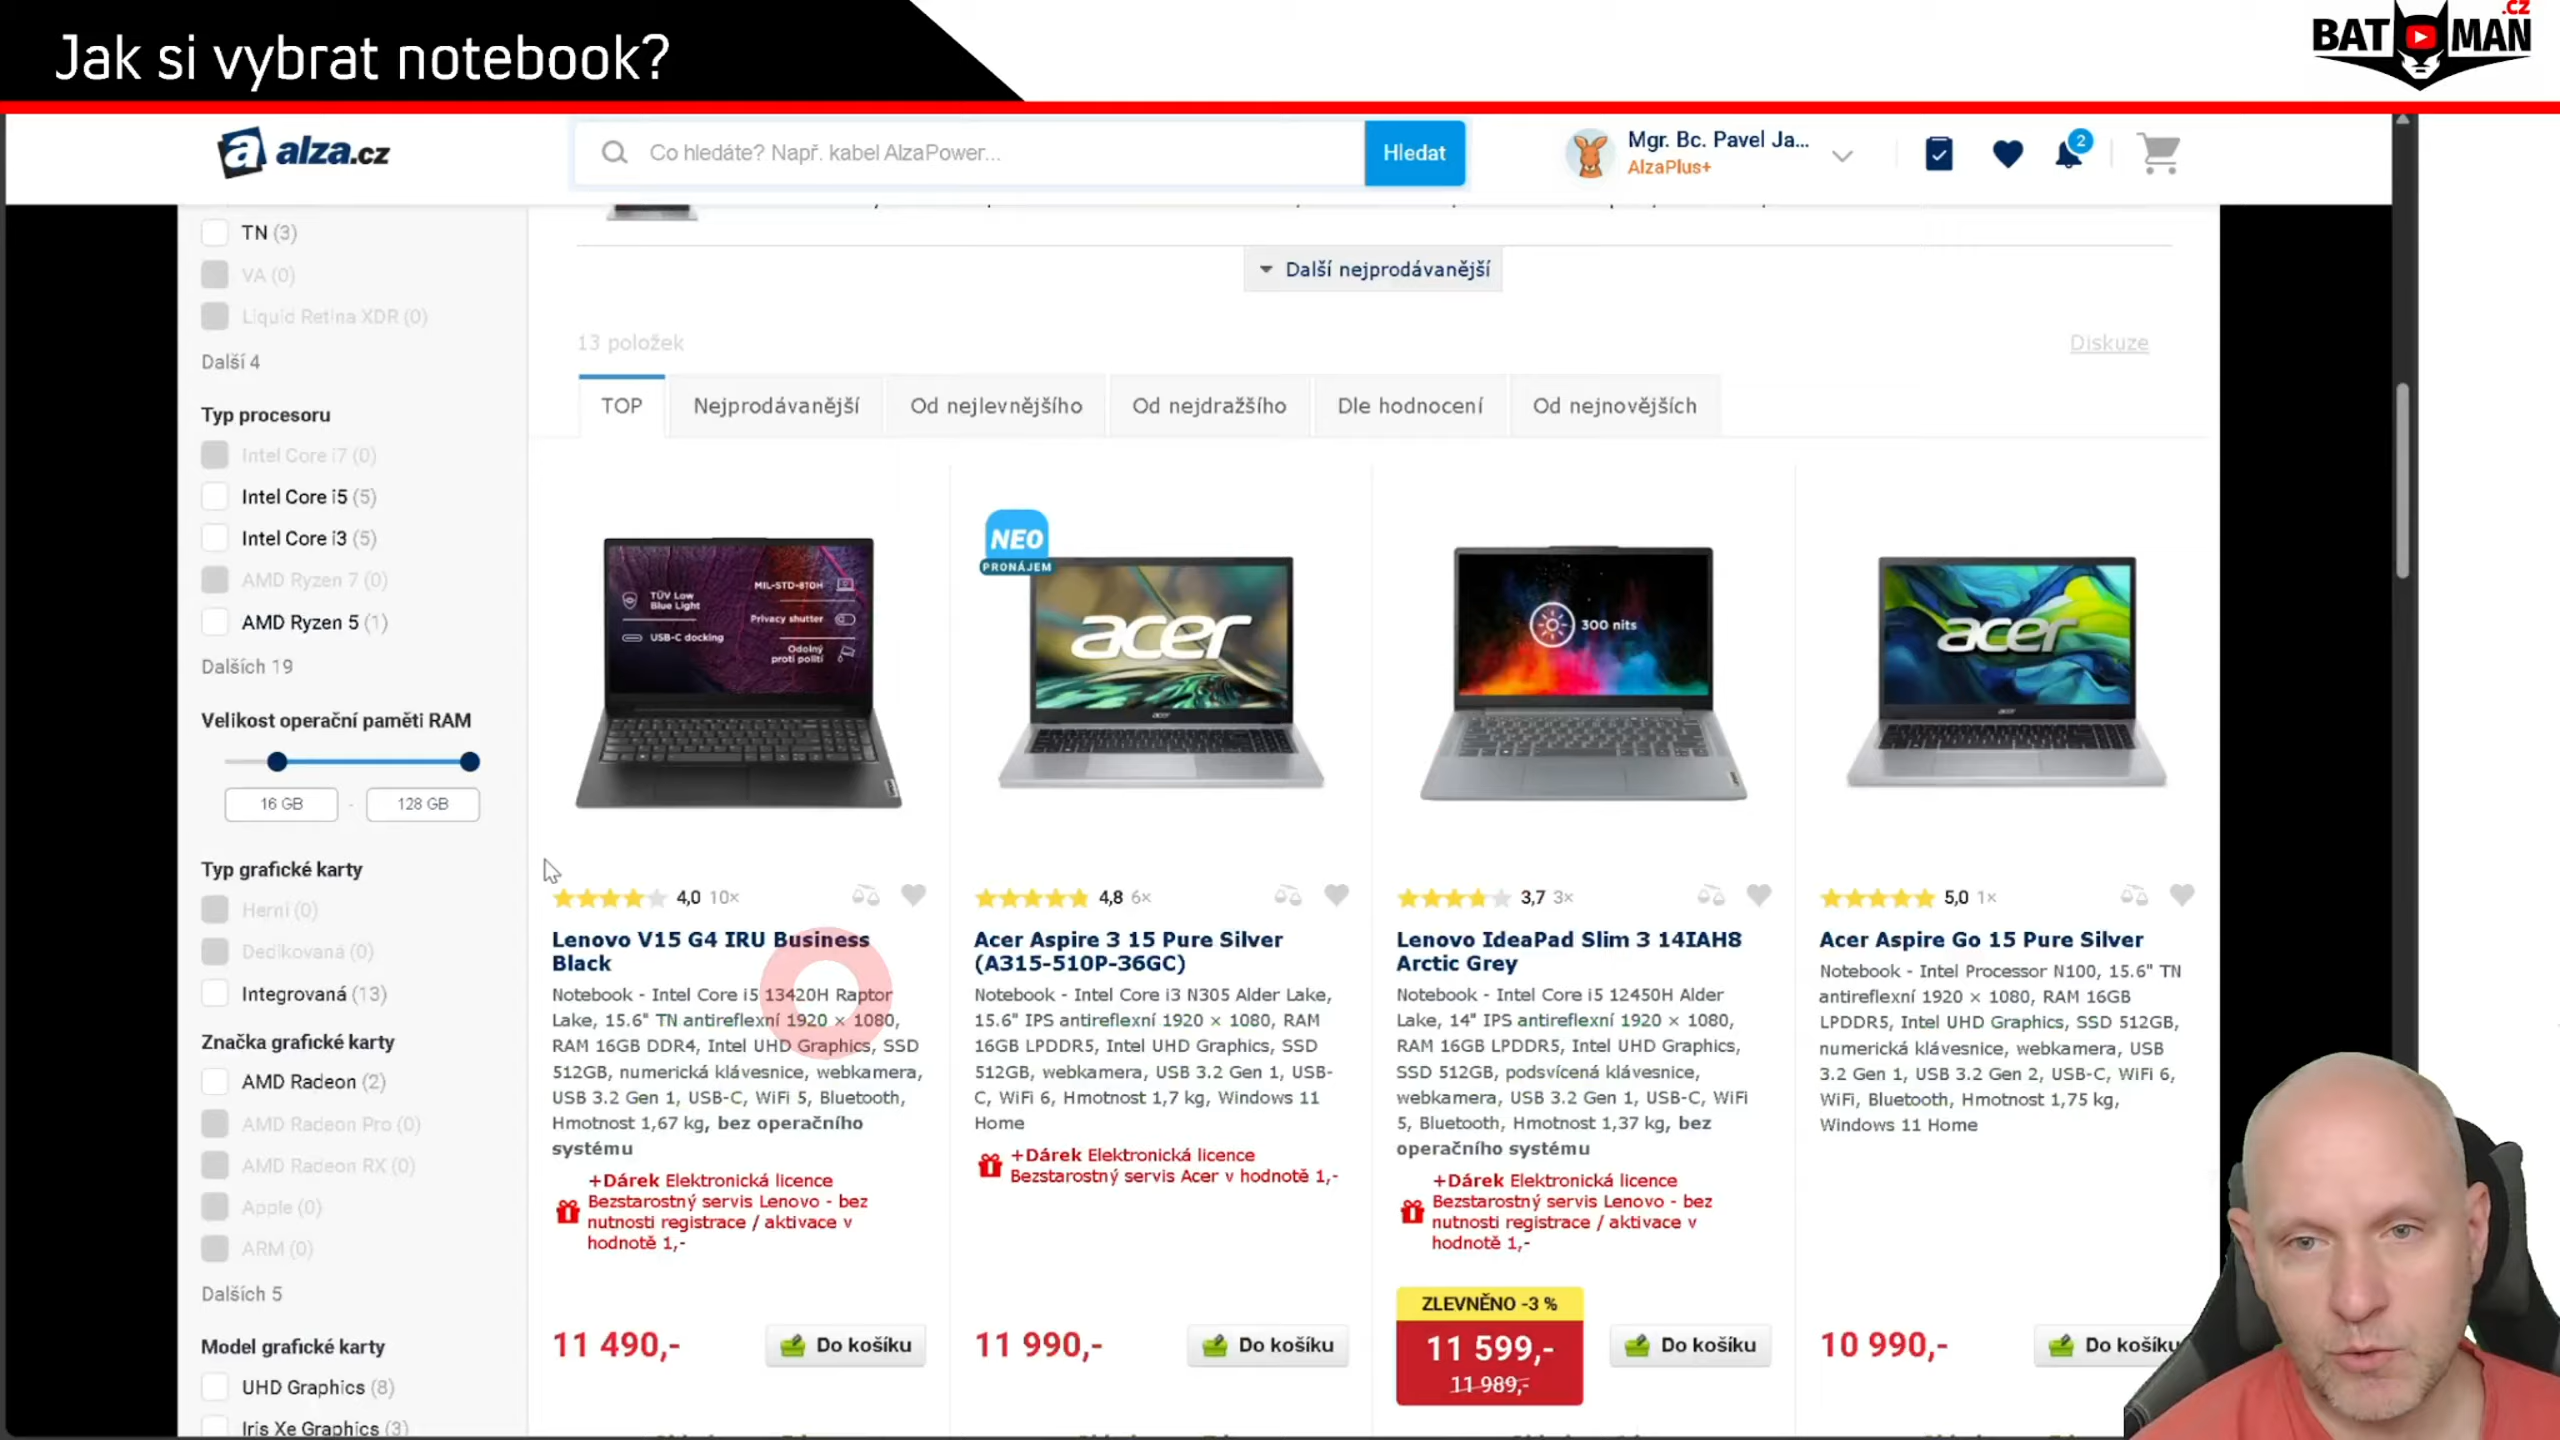 Jak si vybrat notebook?
BATMAN
.CZ
alza.cz
Co hledáte? Např. kabel AlzaPower...
Hledat
Mgr. Bc. Pavel Ja...
AlzaPlus+
2
TN (3)
VA (0)
Liquid Retina XDR (0)
Další 4
Typ procesoru
Intel Core i7 (0)
Intel Core i5 (5)
Intel Core i3 (5)
AMD Ryzen 7 (0)
AMD Ryzen 5 (1)
Dalších 19
Velikost operační paměti RAM
16 GB - 128 GB
Typ grafické karty
Herní (0)
Dedikovaná (0)
Integrovaná (13)
Značka grafické karty
AMD Radeon (2)
AMD Radeon Pro (0)
AMD Radeon RX (0)
Apple (0)
ARM (0)
Dalších 5
Model grafické karty
UHD Graphics (8)
Iris Xe Graphics (3)
Další nejprodávanější
13 položek
Diskuze
TOP
Nejprodávanější
Od nejlevnějšího
Od nejdražšího
Dle hodnocení
Od nejnovějších
TÜV Low
Blue Light
USB-C docking
MIL-STD-810H
Privacy shutter
Odolný
proti polití
4,0 10x
Lenovo V15 G4 IRU Business
Black
Notebook - Intel Core i5 13420H Raptor
Lake, 15.6" TN antireflexní 1920 × 1080,
RAM 16GB DDR4, Intel UHD Graphics, SSD
512GB, numerická klávesnice, webkamera,
USB 3.2 Gen 1, USB-C, WiFi 5, Bluetooth,
Hmotnost 1,67 kg, bez operačního
systému
+Dárek Elektronická licence
Bezstarostný servis Lenovo - bez
nutnosti registrace / aktivace v
hodnotě 1,-
11 490,-
Do košíku
NEO
PRONÁJEM
acer
acer
4,8 6x
Acer Aspire 3 15 Pure Silver
(A315-510P-36GC)
Notebook - Intel Core i3 N305 Alder Lake,
15.6" IPS antireflexní 1920 × 1080, RAM
16GB LPDDR5, Intel UHD Graphics, SSD
512GB, webkamera, USB 3.2 Gen 1, USB-
C, WiFi 6, Hmotnost 1,7 kg, Windows 11
Home
+Dárek Elektronická licence
Bezstarostný servis Acer v hodnotě 1,-
11 990,-
Do košíku
300 nits
3,7 3x
Lenovo IdeaPad Slim 3 14IAH8
Arctic Grey
Notebook - Intel Core i5 12450H Alder
Lake, 14" IPS antireflexní 1920 × 1080,
RAM 16GB LPDDR5, Intel UHD Graphics,
SSD 512GB, podsvícená klávesnice,
webkamera, USB 3.2 Gen 1, USB-C, WiFi
5, Bluetooth, Hmotnost 1,37 kg, bez
operačního systému
+Dárek Elektronická licence
Bezstarostný servis Lenovo - bez
nutnosti registrace / aktivace v
hodnotě 1,-
ZLEVNĚNO -3 %
11 599,-
11 989,-
Do košíku
acer
acer
5,0 1x
Acer Aspire Go 15 Pure Silver
Notebook - Intel Processor N100, 15.6" TN
antireflexní 1920 × 1080, RAM 16GB
LPDDR5, Intel UHD Graphics, SSD 512GB,
numerická klávesnice, webkamera, USB
3.2 Gen 1, USB 3.2 Gen 2, USB-C, WiFi 6,
WiFi, Bluetooth, Hmotnost 1,75 kg,
Windows 11 Home
10 990,-
Do košíku